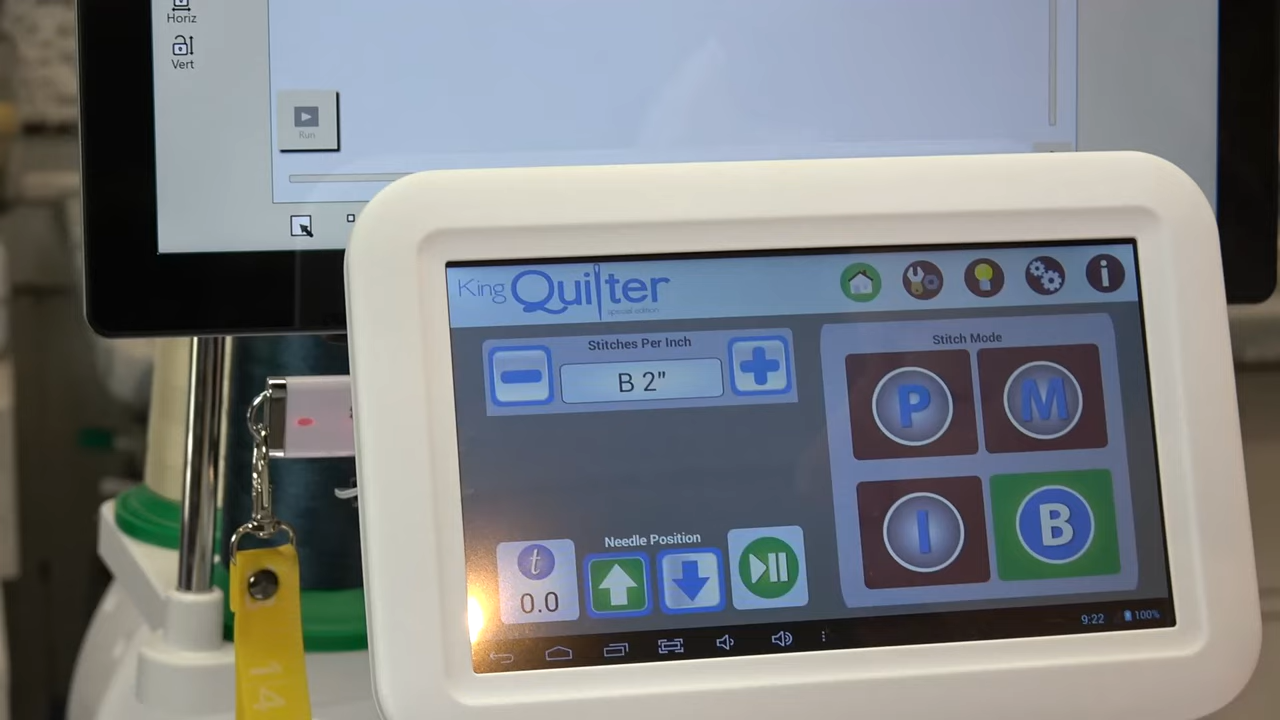 Horiz
Vert
Run
King Quilter
special edition
Stitches Per Inch
B 2"
Stitch Mode
P
M
I
B
Needle Position
t
0.0
i
9:22
100%
14